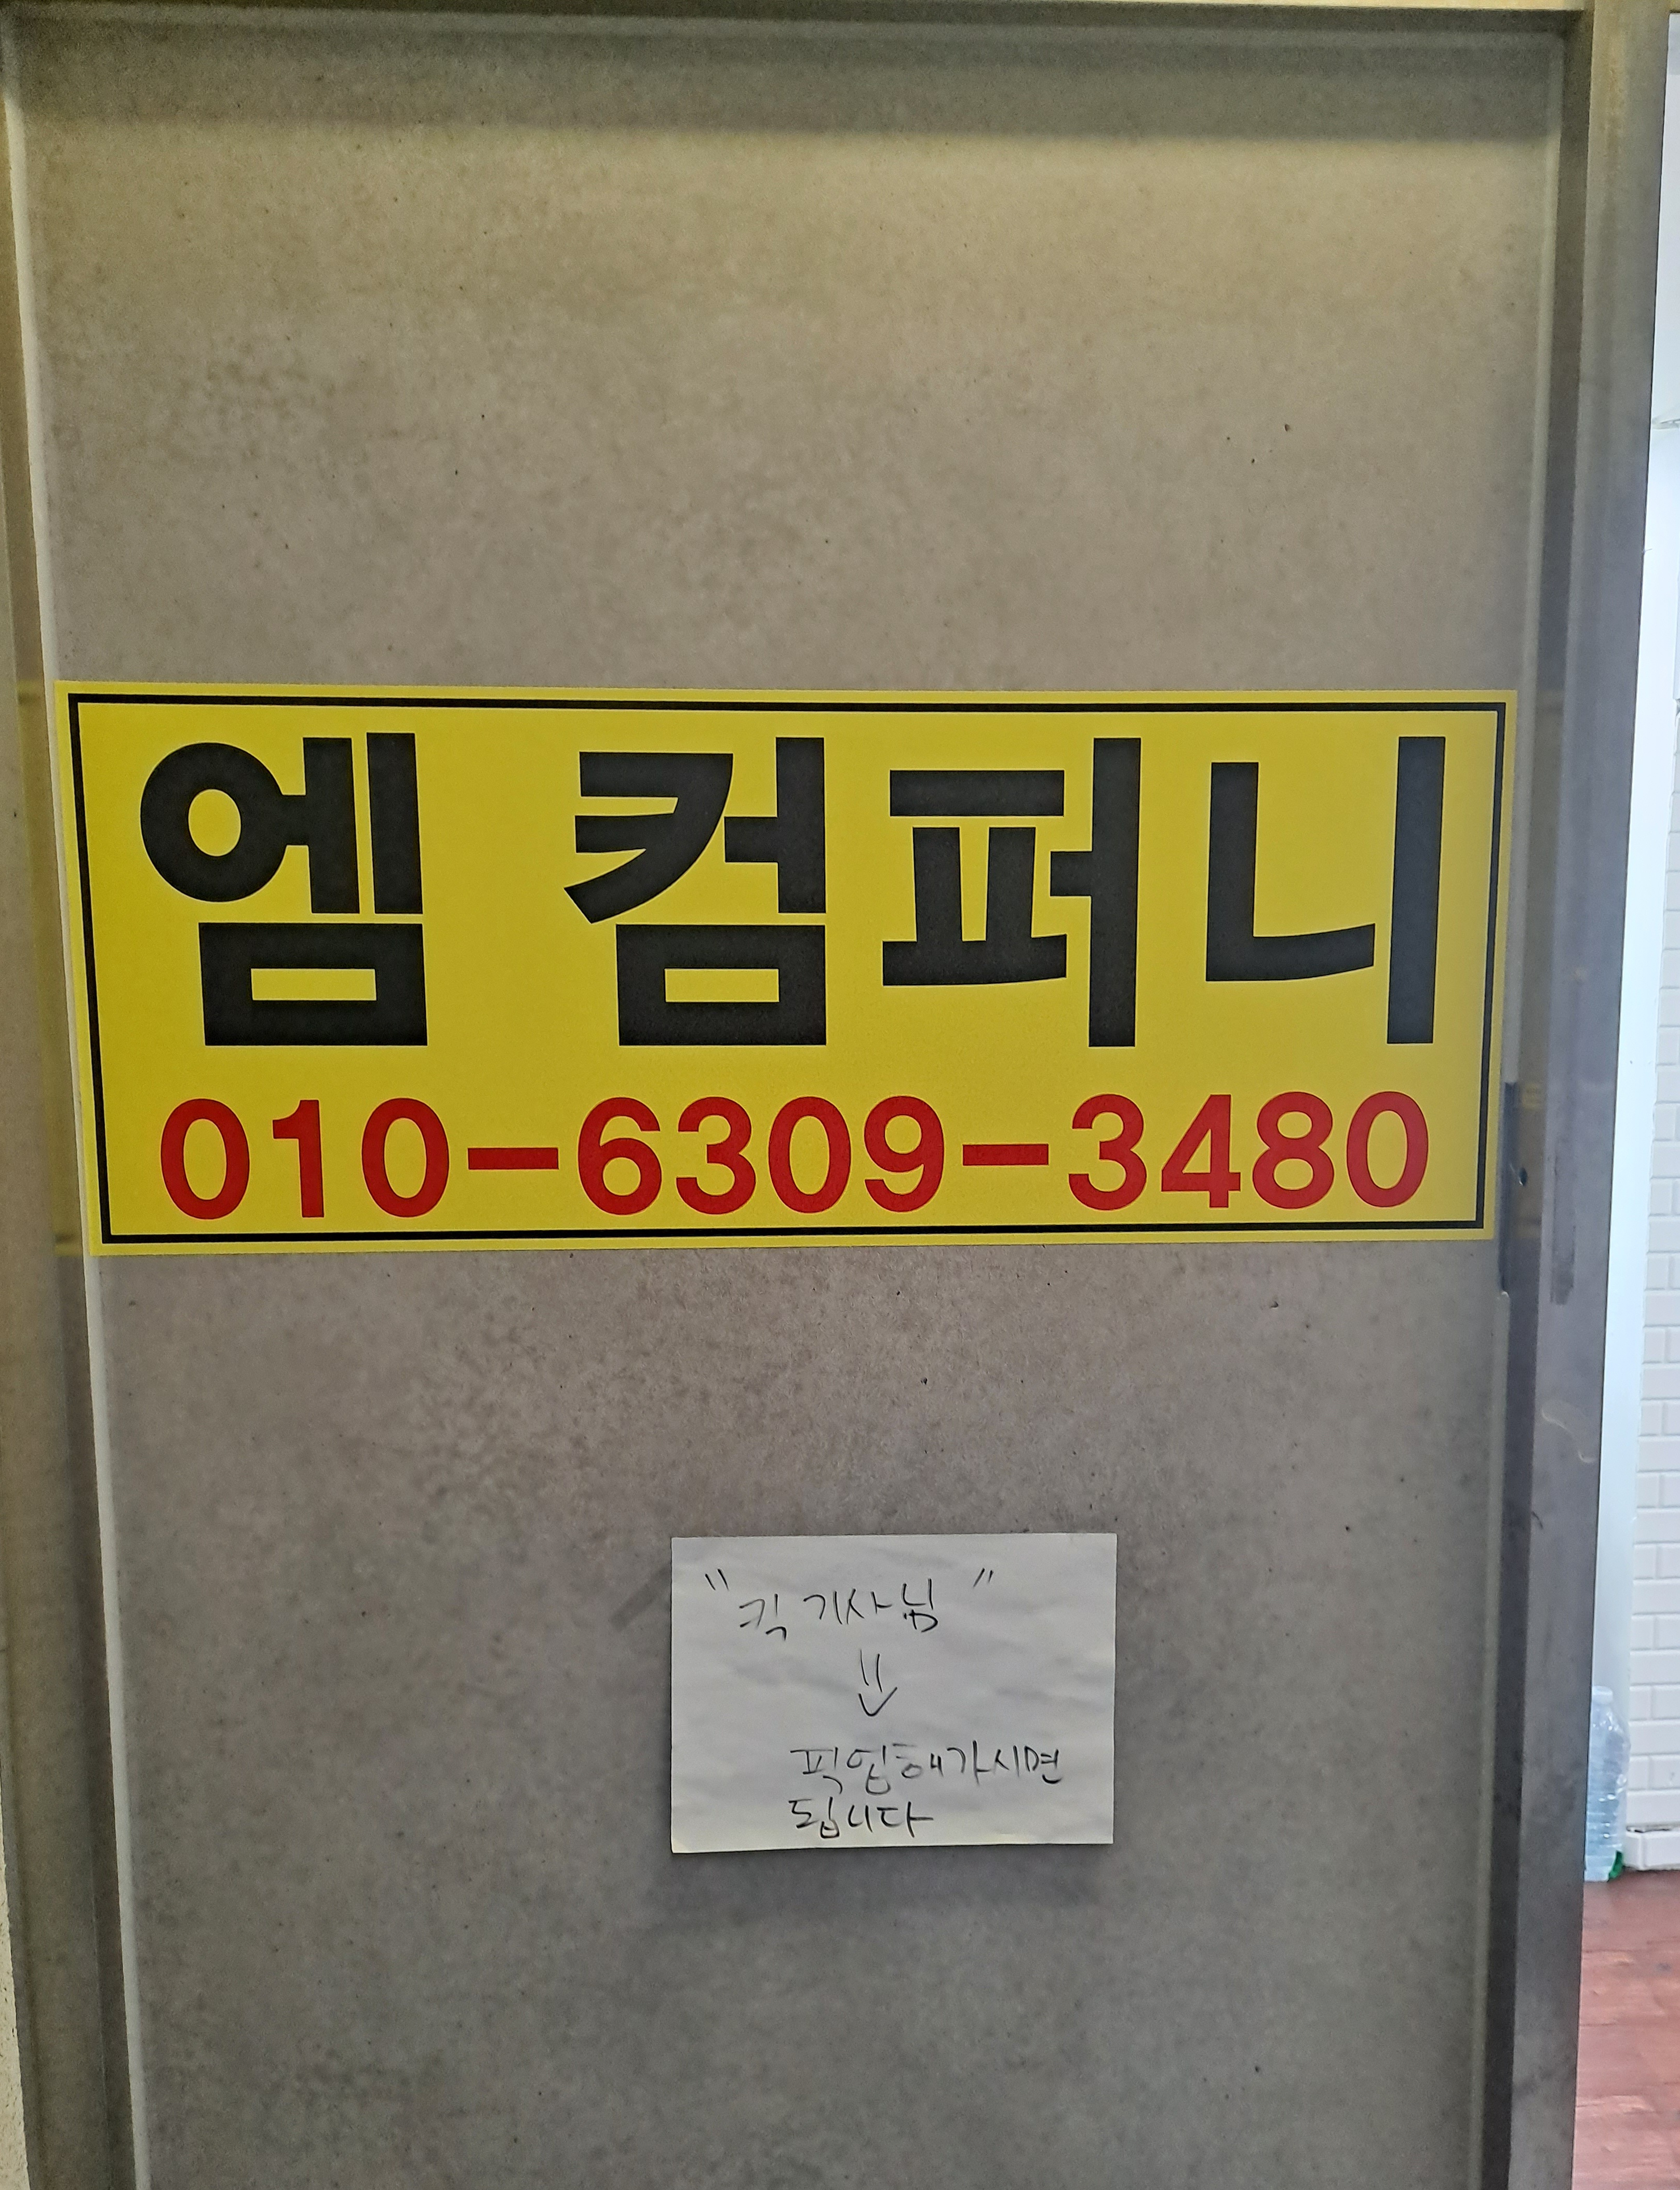 엠 컴퍼니
010-6309-3480
"킥 기사님"
⇓
픽업해가시면
됩니다